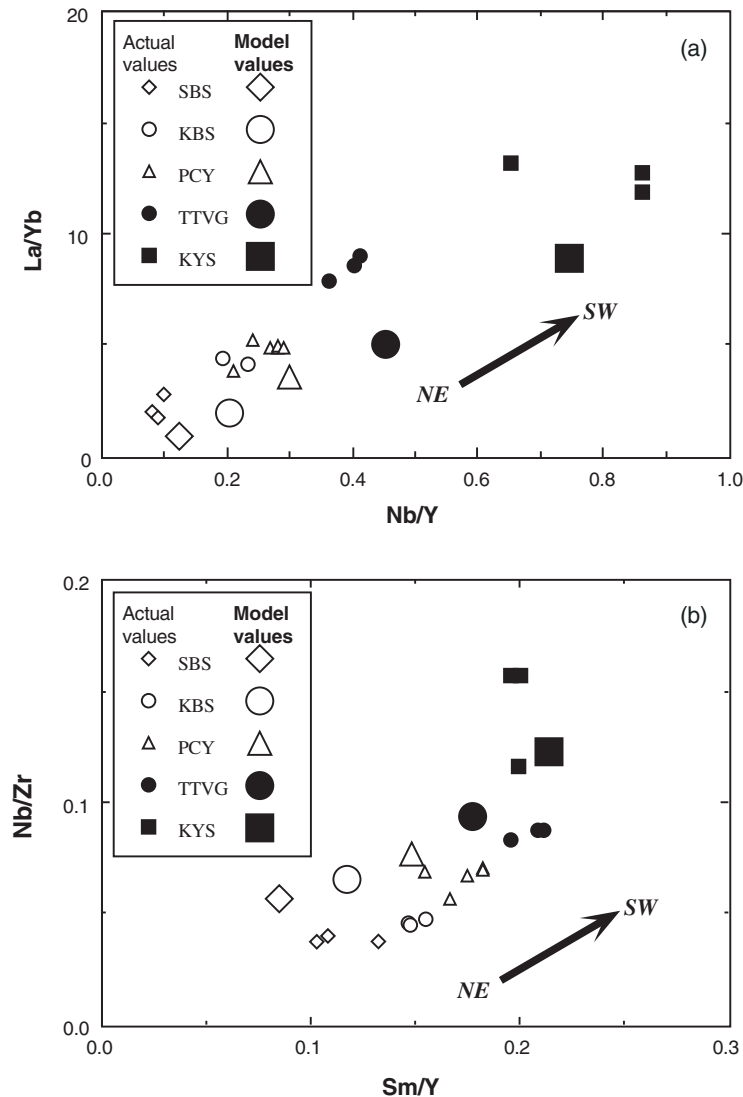 20
(a)
Actual values
Model values
SBS
KBS
PCY
TTVG
KYS
10
0
La/Yb
SW
NE
0.0 0.2 0.4 0.6 0.8 1.0
Nb/Y
0.2
(b)
Actual values
Model values
SBS
KBS
PCY
TTVG
KYS
0.1
0.0
Nb/Zr
SW
NE
0.0 0.1 0.2 0.3
Sm/Y